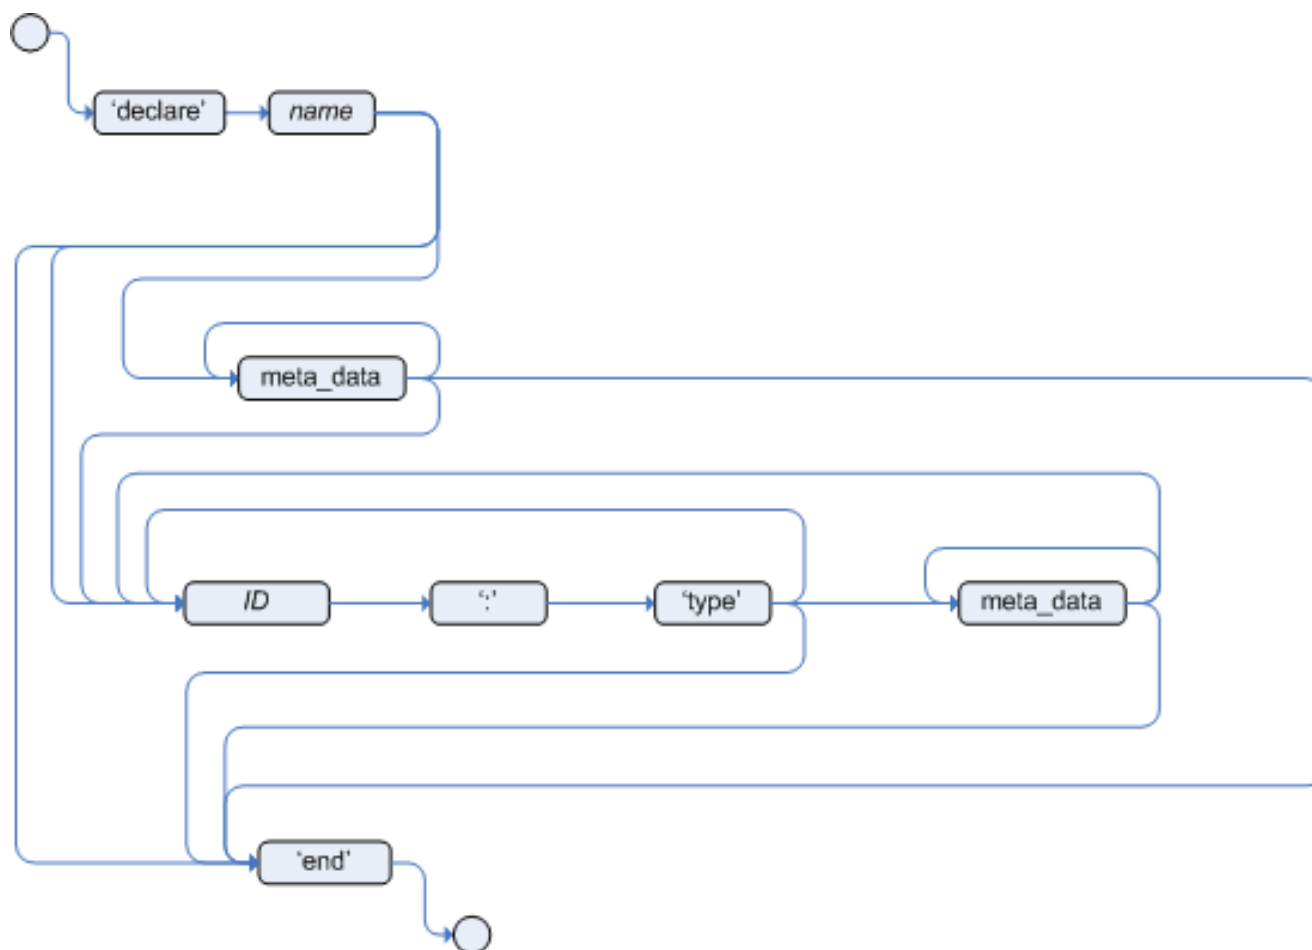 ‘declare’ name
meta_data
ID ‘:’ ‘type’ meta_data
‘end’